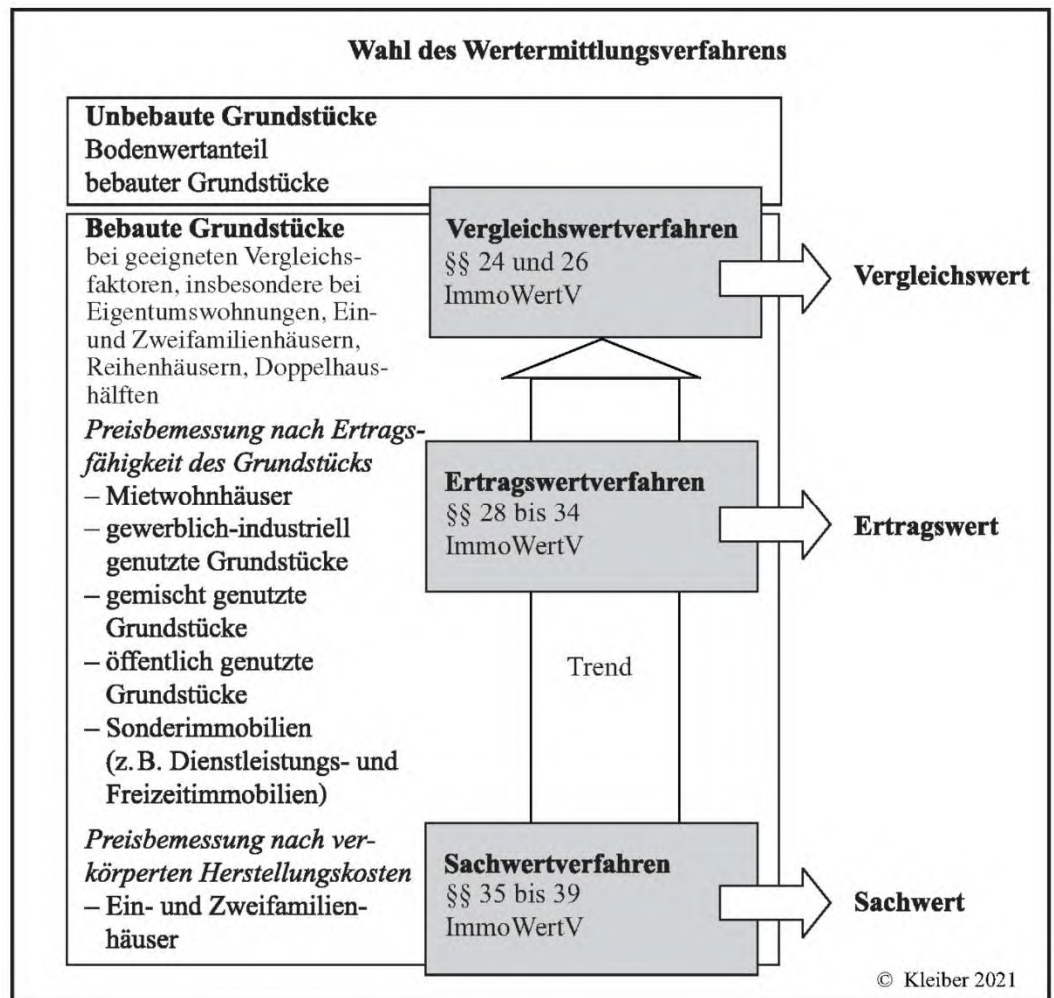 Wahl des Wertermittlungsverfahrens
Unbebaute Grundstücke
Bodenwertanteil
bebauter Grundstücke
Bebaute Grundstücke
bei geeigneten Vergleichs-
faktoren, insbesondere bei
Eigentumswohnungen, Ein-
und Zweifamilienhäusern,
Reihenhäusern, Doppelhaus-
hälften
Preisbemessung nach Ertrags-
fähigkeit des Grundstücks
– Mietwohnhäuser
– gewerblich-industriell
genutzte Grundstücke
– gemischt genutzte
Grundstücke
– öffentlich genutzte
Grundstücke
– Sonderimmobilien
(z. B. Dienstleistungs- und
Freizeitimmobilien)
Preisbemessung nach ver-
körperten Herstellungskosten
– Ein- und Zweifamilien-
häuser
Vergleichswertverfahren
§§ 24 und 26
ImmoWertV
Vergleichswert
Ertragswertverfahren
§§ 28 bis 34
ImmoWertV
Ertragswert
Trend
Sachwertverfahren
§§ 35 bis 39
ImmoWertV
Sachwert
© Kleiber 2021